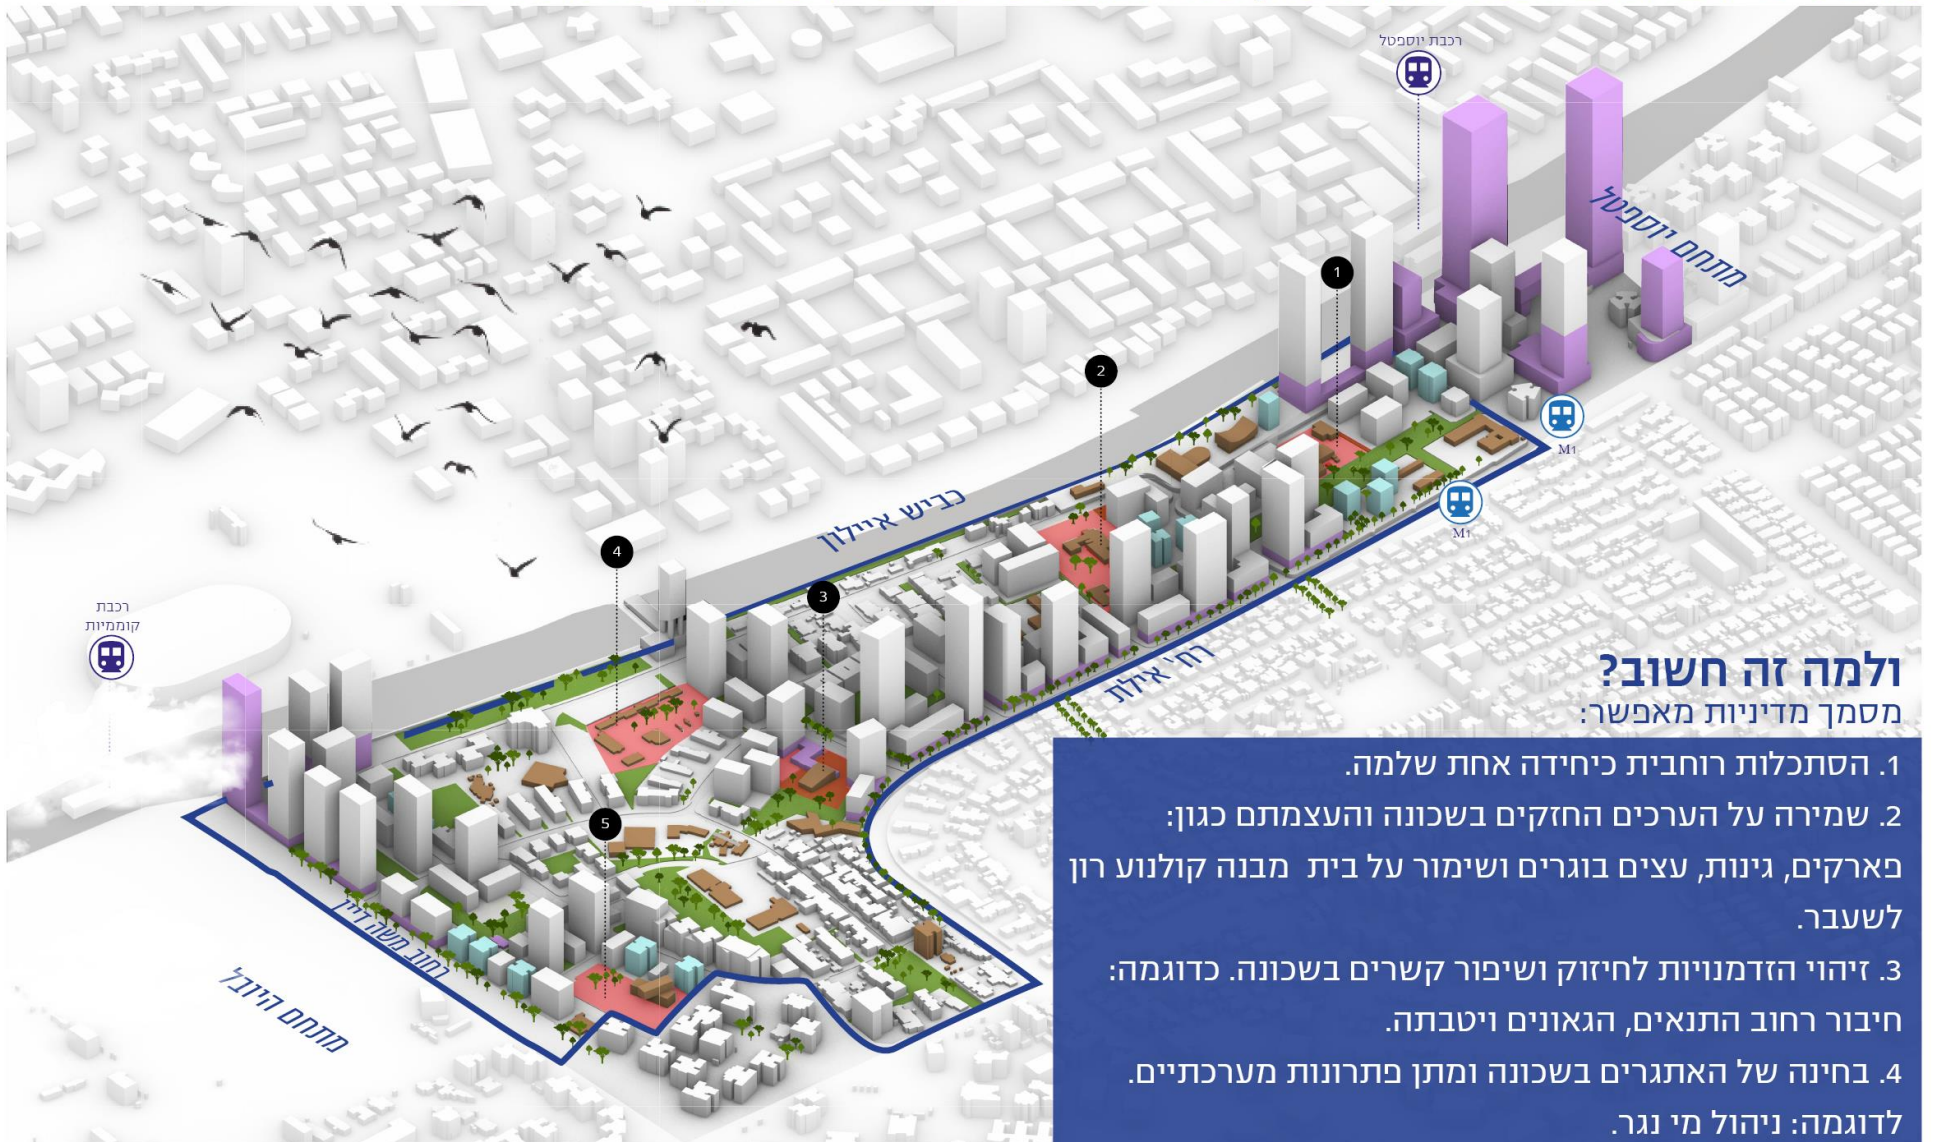 רכבת יוספטל
מתחם יוספטל
1
2
M1
M1
כביש איילון
4
3
רכבת
קוממיות
רח' אילת
5
רחוב משה דיין
מתחם היובל
ולמה זה חשוב?
מסמך מדיניות מאפשר:
1. הסתכלות רוחבית כיחידה אחת שלמה.
2. שמירה על הערכים החזקים בשכונה והעצמתם כגון:
פארקים, גינות, עצים בוגרים ושימור על בית מבנה קולנוע רון
לשעבר.
3. זיהוי הזדמנויות לחיזוק ושיפור קשרים בשכונה. כדוגמה:
חיבור רחוב התנאים, הגאונים ויטבתה.
4. בחינה של האתגרים בשכונה ומתן פתרונות מערכתיים.
לדוגמה: ניהול מי נגר.